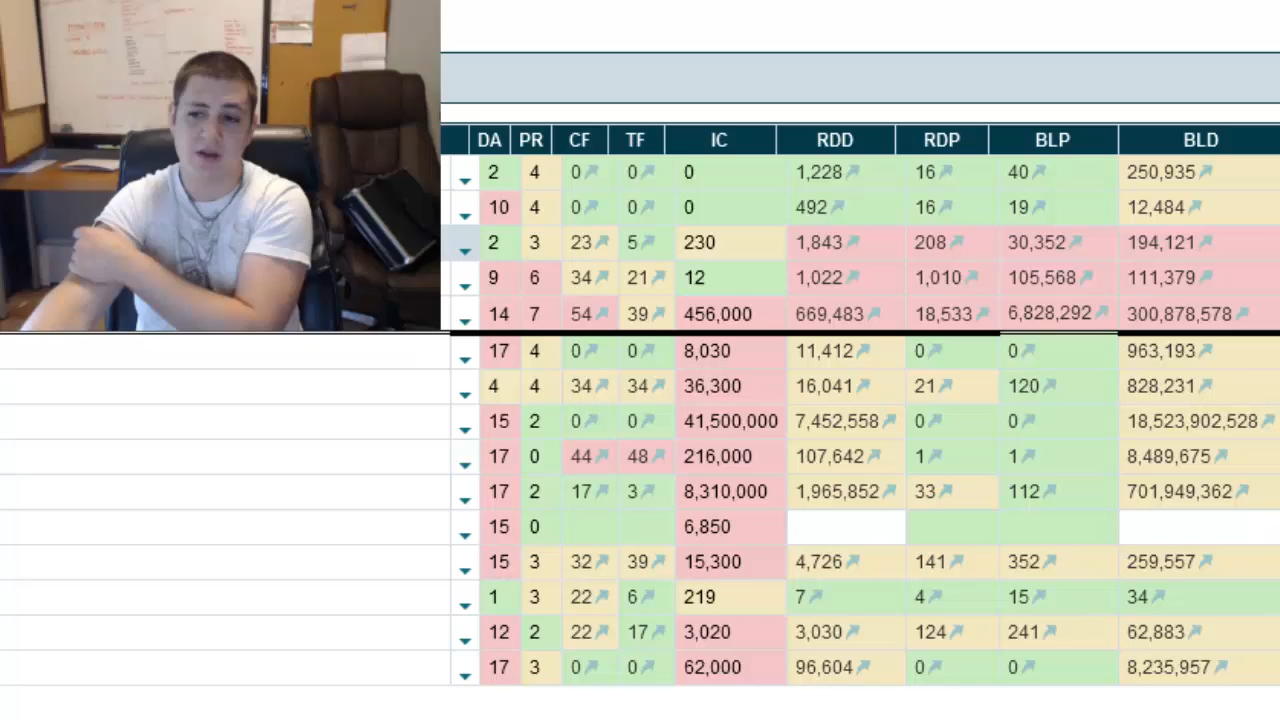 DA PR CF TF IC RDD RDP BLP BLD
2 4 0 0 0 1,228 16 40 250,935
10 4 0 0 0 492 16 19 12,484
2 3 23 5 230 1,843 208 30,352 194,121
9 6 34 21 12 1,022 1,010 105,568 111,379
14 7 54 39 456,000 669,483 18,533 6,828,292 300,878,578
17 4 0 0 8,030 11,412 0 0 963,193
4 4 34 34 36,300 16,041 21 120 828,231
15 2 0 0 41,500,000 7,452,558 0 0 18,523,902,528
17 0 44 48 216,000 107,642 1 1 8,489,675
17 2 17 3 8,310,000 1,965,852 33 112 701,949,362
15 0 6,850
15 3 32 39 15,300 4,726 141 352 259,557
1 3 22 6 219 7 4 15 34
12 2 22 17 3,020 3,030 124 241 62,883
17 3 0 0 62,000 96,604 0 0 8,235,957